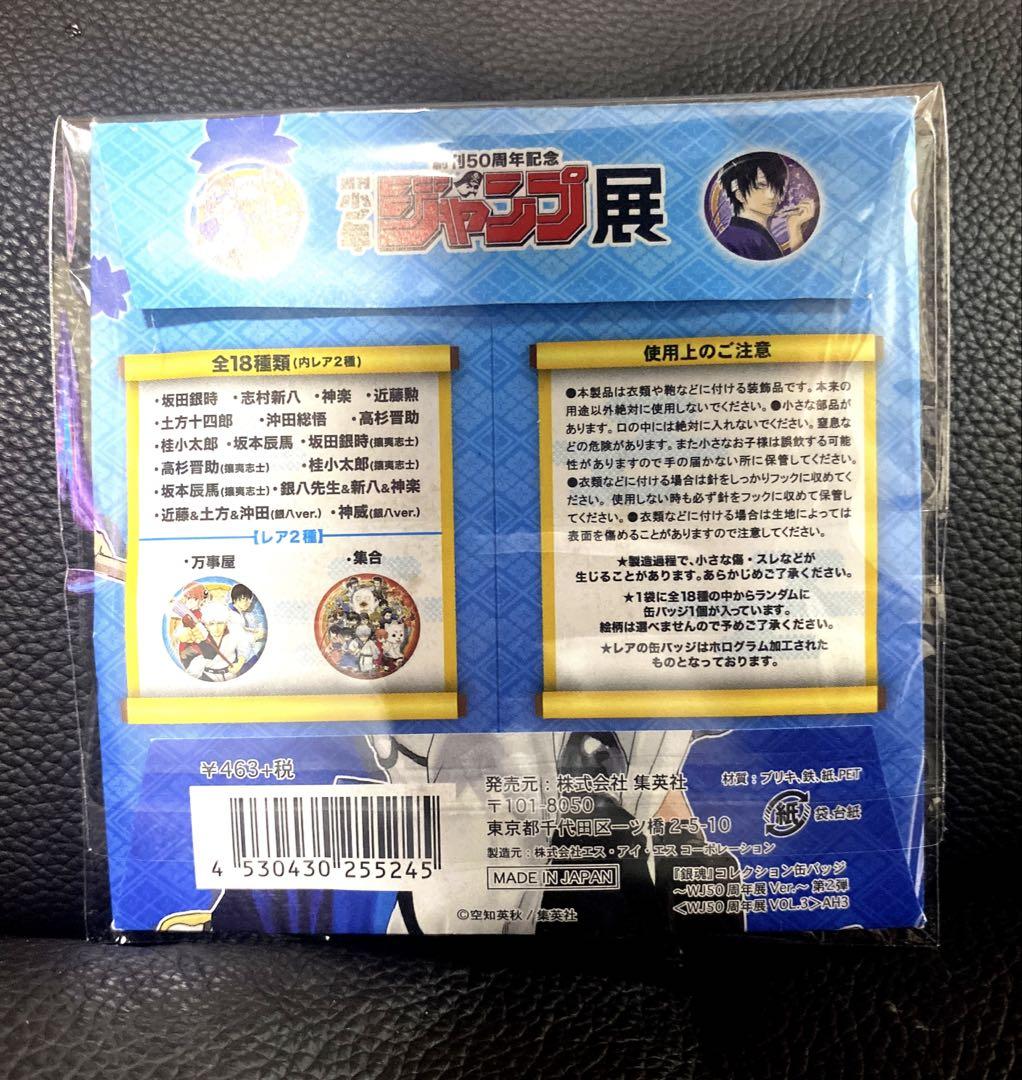 創刊50周年記念
週刊少年ジャンプ展
全18種類(内レア2種)
・坂田銀時 ・志村新八 ・神楽 ・近藤勲
・土方十四郎 ・沖田総悟 ・高杉晋助
・桂小太郎 ・坂本辰馬 ・坂田銀時(攘夷志士)
・高杉晋助(攘夷志士) ・桂小太郎(攘夷志士)
・坂本辰馬(攘夷志士) ・銀八先生&新八&神楽
・近藤&土方&沖田(銀八ver.) ・神威(銀八ver.)
【レア2種】
・万事屋 ・集合
使用上のご注意
●本製品は衣類や鞄などに付ける装飾品です。本来の
用途以外絶対に使用しないでください。●小さな部品が
あります。口の中には絶対に入れないでください。窒息な
どの危険があります。また小さなお子様は誤飲する可能
性がありますので手の届かない所に保管してください。
●衣類などに付ける場合は針をしっかりフックに収めてく
ださい。使用しない時も必ず針をフックに収めて保管し
てください。●衣類などに付ける場合は生地によっては
表面を傷めることがありますので注意してください。
★製造過程で、小さな傷・スレなどが
生じることがあります。あらかじめご了承ください。
★1袋に全18種の中からランダムに
缶バッジ1個が入っています。
絵柄は選べませんので予めご了承ください。
★レアの缶バッジはホログラム加工された
ものとなっております。
¥463+税
4 530430 255245
発売元：株式会社 集英社
〒101-8050
東京都千代田区一ツ橋2-5-10
製造元：株式会社エス・アイ・エス コーポレーション
MADE IN JAPAN
©空知英秋／集英社
材質：ブリキ、鉄、紙、PET
紙 袋、台紙
『銀魂』コレクション缶バッジ
～WJ50周年展 Ver.～ 第2弾
＜WJ50周年展 VOL.3＞AH3